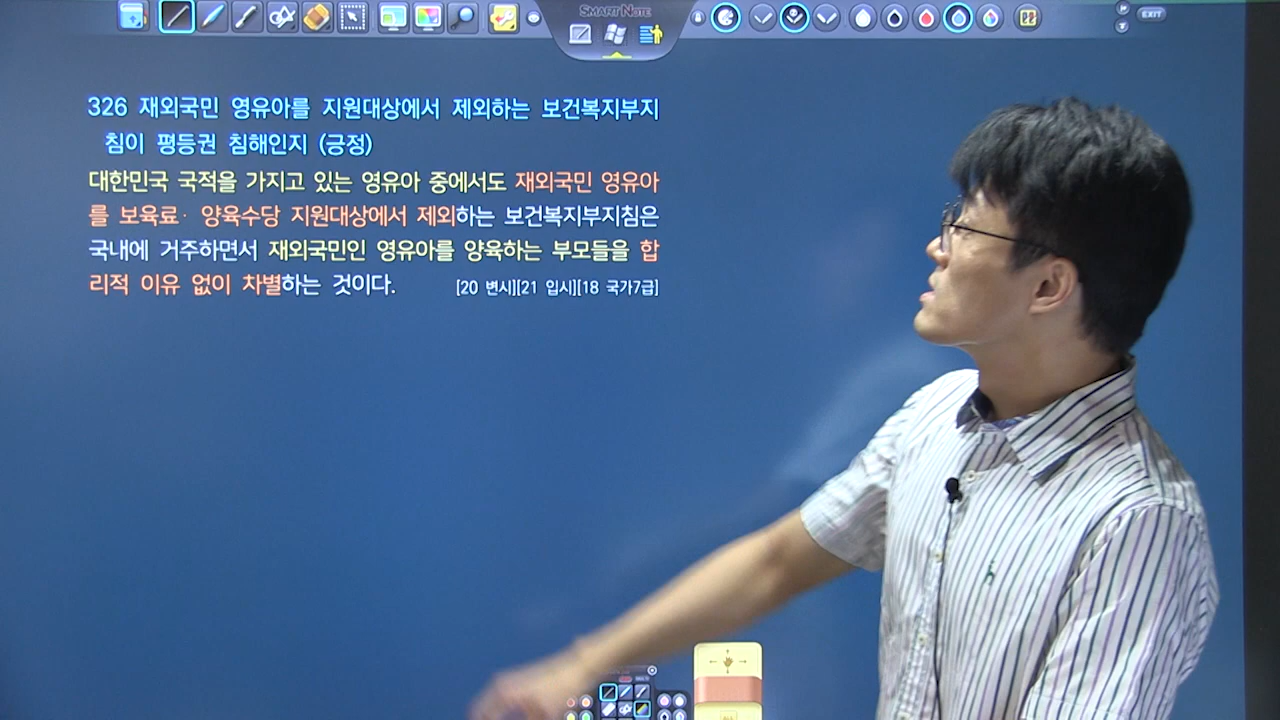 SMART NOTE
EXIT
326 재외국민 영유아를 지원대상에서 제외하는 보건복지부지
침이 평등권 침해인지 (긍정)
대한민국 국적을 가지고 있는 영유아 중에서도 재외국민 영유아
를 보육료· 양육수당 지원대상에서 제외하는 보건복지부지침은
국내에 거주하면서 재외국민인 영유아를 양육하는 부모들을 합
리적 이유 없이 차별하는 것이다. [20 변시][21 입시][18 국가7급]